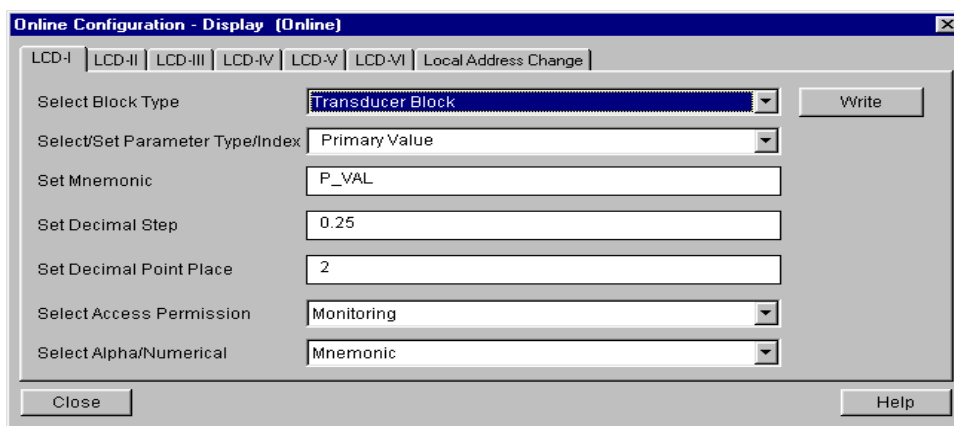 Online Configuration - Display (Online)
LCD-I LCD-II LCD-III LCD-IV LCD-V LCD-VI Local Address Change
Select Block Type Transducer Block Write
Select/Set Parameter Type/Index Primary Value
Set Mnemonic P_VAL
Set Decimal Step 0.25
Set Decimal Point Place 2
Select Access Permission Monitoring
Select Alpha/Numerical Mnemonic
Close Help